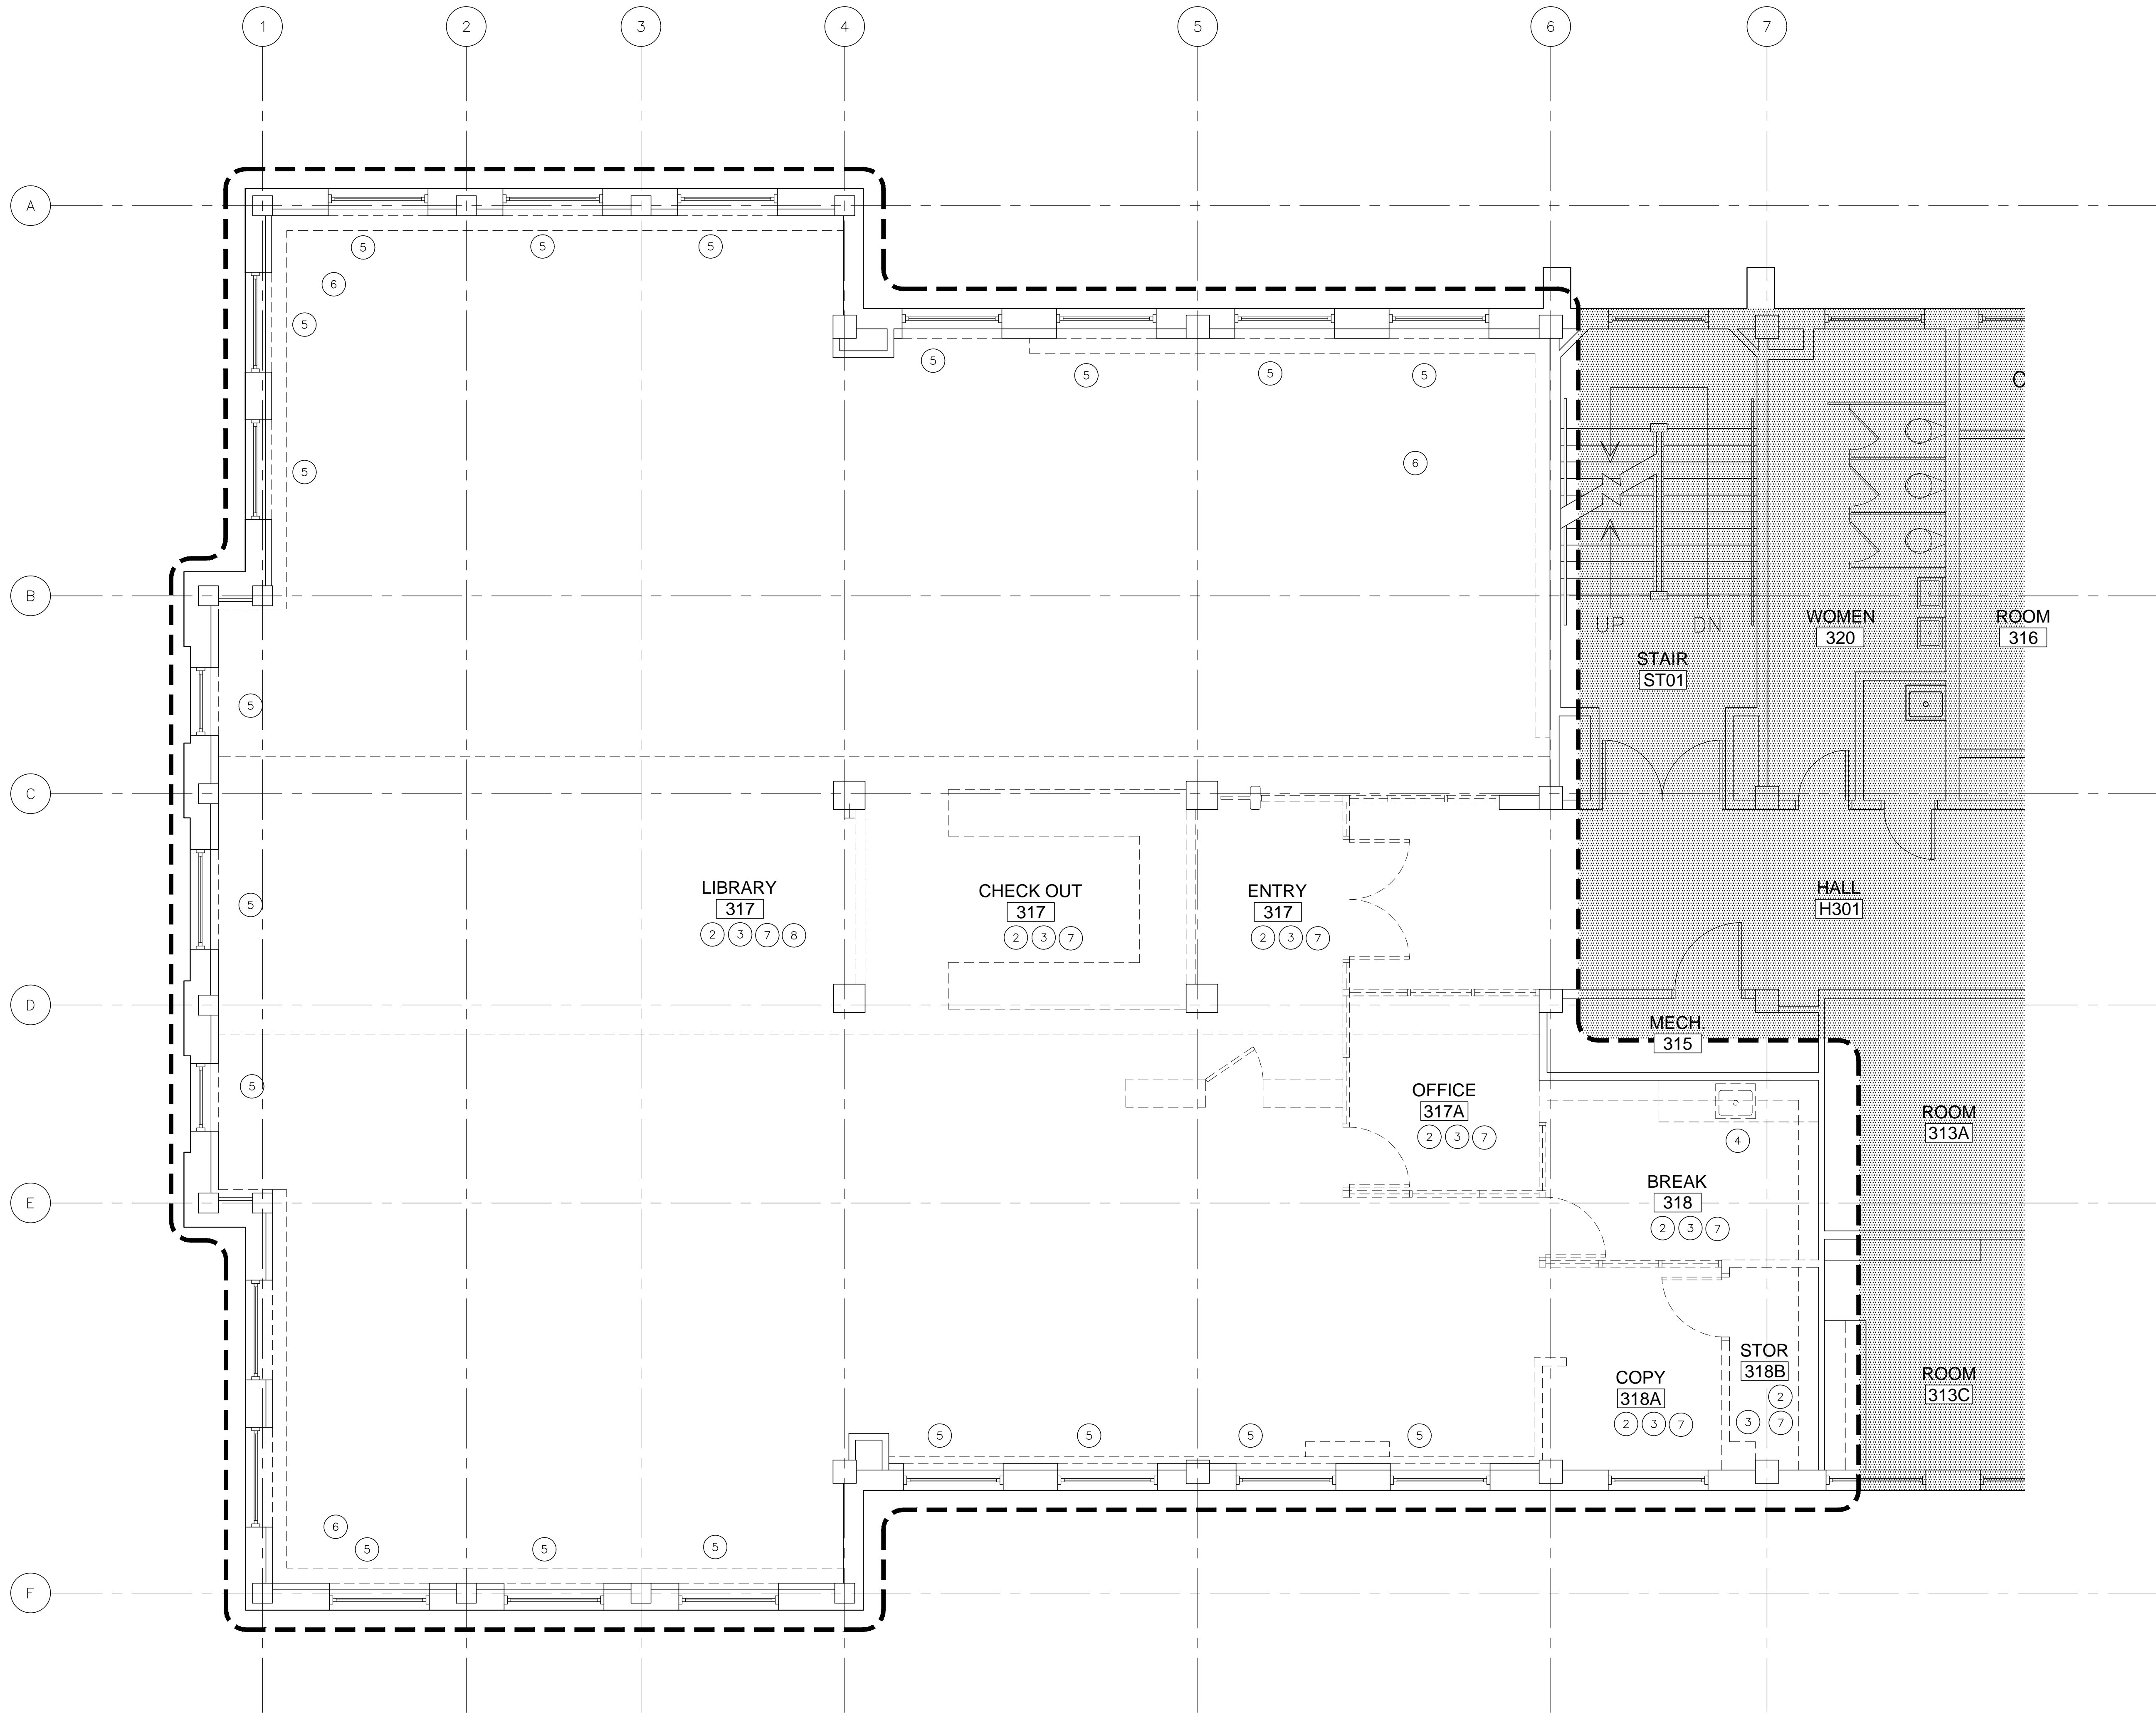 1 2 3 4 5 6 7
A
5 5 5
6
5
5 5 5 5
C
6
5
B
UP DN
WOMEN
320
ROOM
316
STAIR
ST01
5
C
LIBRARY
317
2 3 7 8
CHECK OUT
317
2 3 7
ENTRY
317
2 3 7
HALL
H301
5
D
MECH.
315
5
OFFICE
317A
2 3 7
4
ROOM
313A
E
BREAK
318
2 3 7
STOR
318B
2
3 7
COPY
318A
2 3 7
ROOM
313C
5 5 5 5
6
5 5 5
F